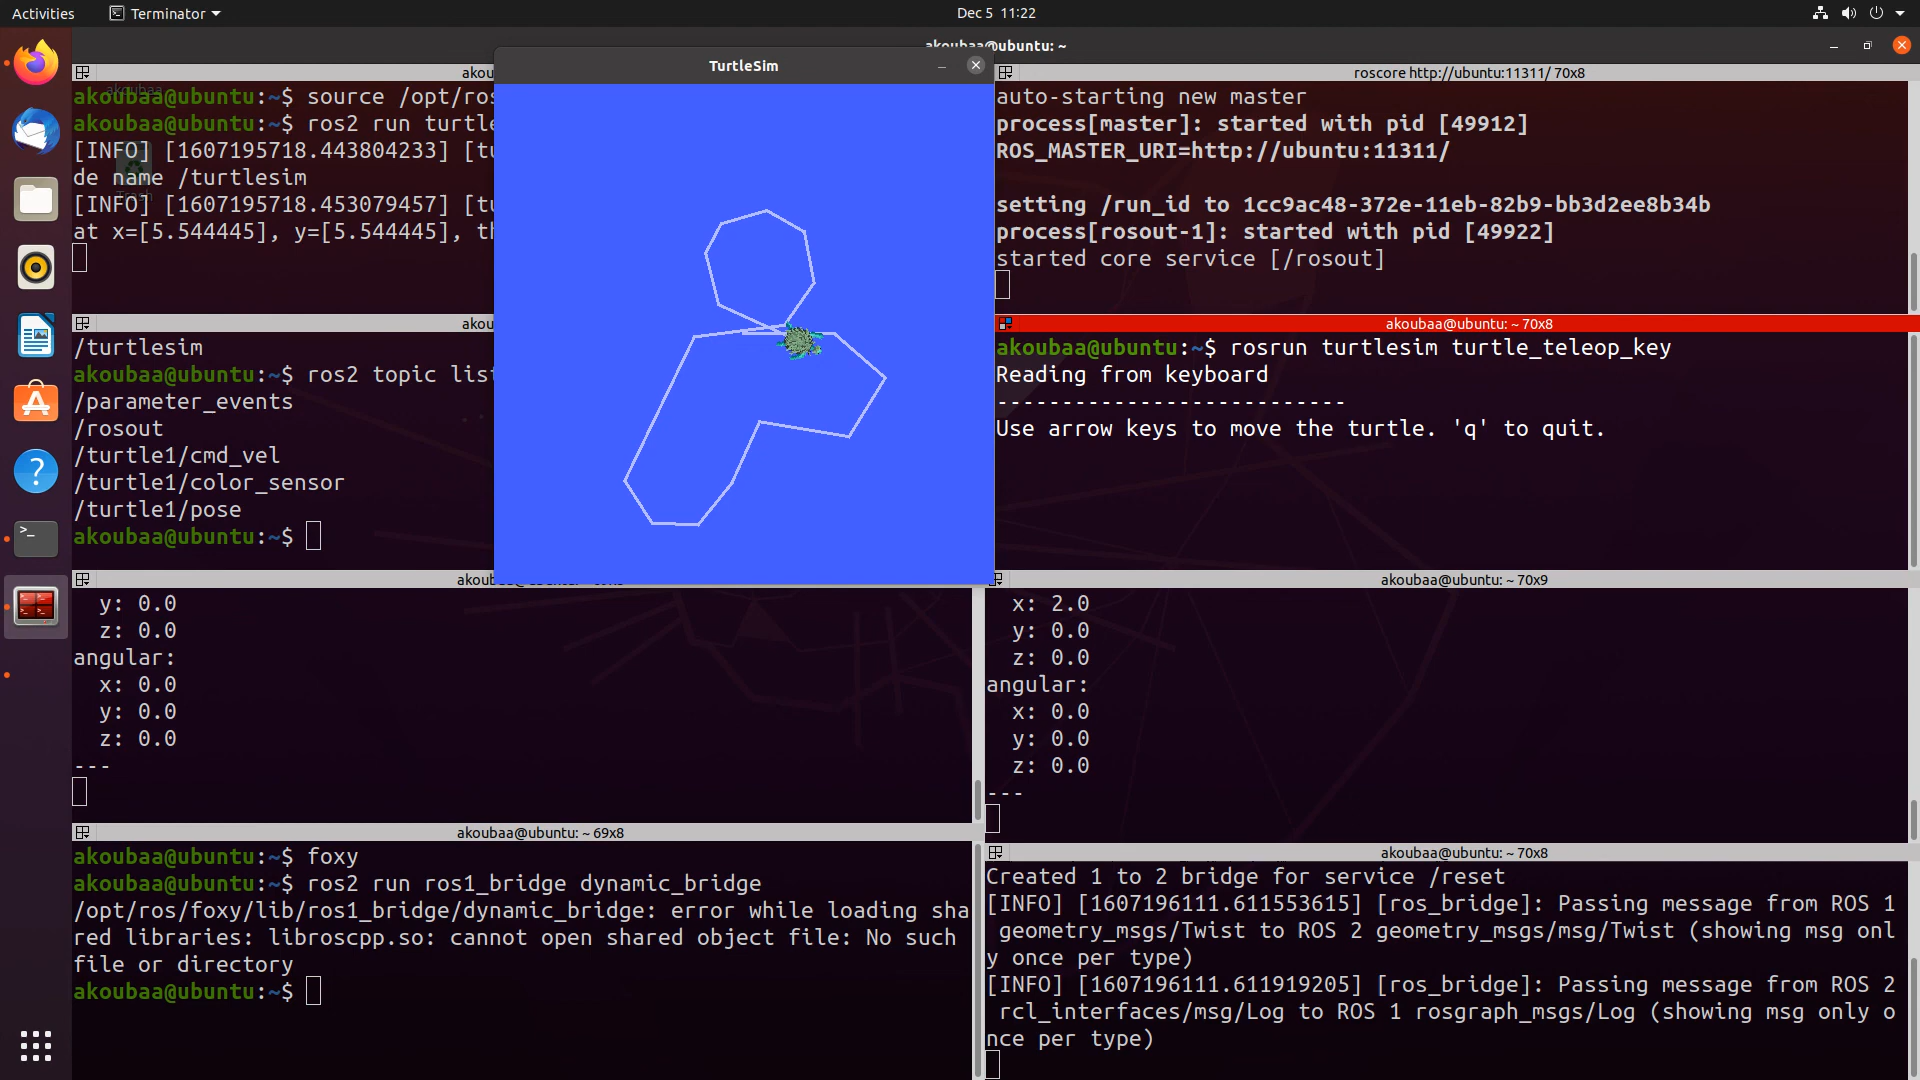 Activities
Terminator
Dec 5 11:22
akoubaa@ubuntu: ~
TurtleSim
akoubaa@ubuntu:~$ source /opt/ros
akoubaa@ubuntu:~$ ros2 run turtle
[INFO] [1607195718.443804233] [tu
de name /turtlesim
[INFO] [1607195718.453079457] [tu
at x=[5.544445], y=[5.544445], th
akoubaa
Trash
akou
/turtlesim
akoubaa@ubuntu:~$ ros2 topic list
/parameter_events
/rosout
/turtle1/cmd_vel
/turtle1/color_sensor
/turtle1/pose
akoubaa@ubuntu:~$
y: 0.0
z: 0.0
angular:
x: 0.0
y: 0.0
z: 0.0
---
akoubaa@ubuntu: ~ 69x8
akoubaa@ubuntu:~$ foxy
akoubaa@ubuntu:~$ ros2 run ros1_bridge dynamic_bridge
/opt/ros/foxy/lib/ros1_bridge/dynamic_bridge: error while loading sha
red libraries: libroscpp.so: cannot open shared object file: No such
file or directory
akoubaa@ubuntu:~$
roscore http://ubuntu:11311/ 70x8
auto-starting new master
process[master]: started with pid [49912]
ROS_MASTER_URI=http://ubuntu:11311/
setting /run_id to 1cc9ac48-372e-11eb-82b9-bb3d2ee8b34b
process[rosout-1]: started with pid [49922]
started core service [/rosout]
akoubaa@ubuntu: ~ 70x8
akoubaa@ubuntu:~$ rosrun turtlesim turtle_teleop_key
Reading from keyboard
---------------------------
Use arrow keys to move the turtle. 'q' to quit.
akoubaa@ubuntu: ~ 70x9
x: 2.0
y: 0.0
z: 0.0
angular:
x: 0.0
y: 0.0
z: 0.0
---
akoubaa@ubuntu: ~ 70x8
Created 1 to 2 bridge for service /reset
[INFO] [1607196111.611553615] [ros_bridge]: Passing message from ROS 1
geometry_msgs/Twist to ROS 2 geometry_msgs/msg/Twist (showing msg onl
y once per type)
[INFO] [1607196111.611919205] [ros_bridge]: Passing message from ROS 2
rcl_interfaces/msg/Log to ROS 1 rosgraph_msgs/Log (showing msg only o
nce per type)